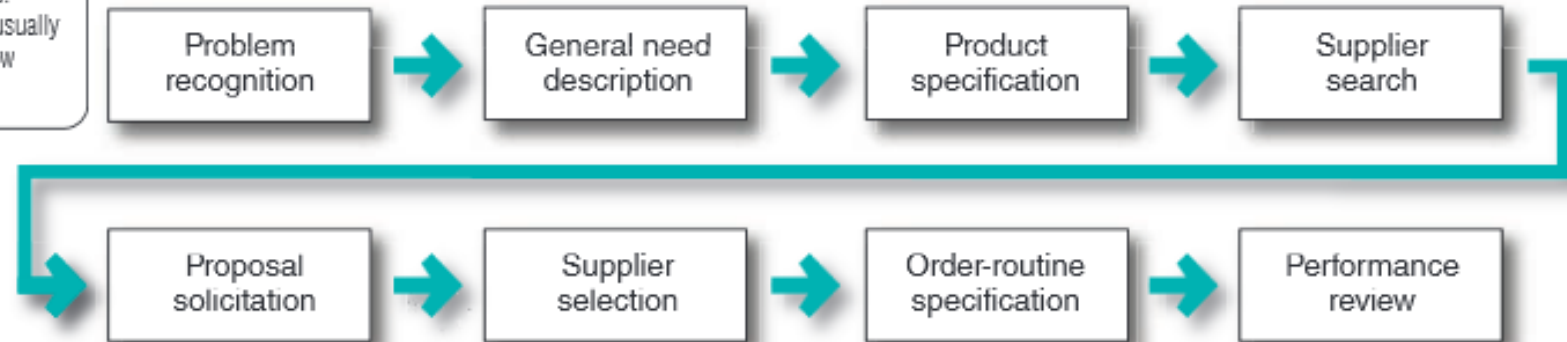 usually
Problem
recognition
General need
description
Product
specification
Supplier
search
Proposal
solicitation
Supplier
selection
Order-routine
specification
Performance
review